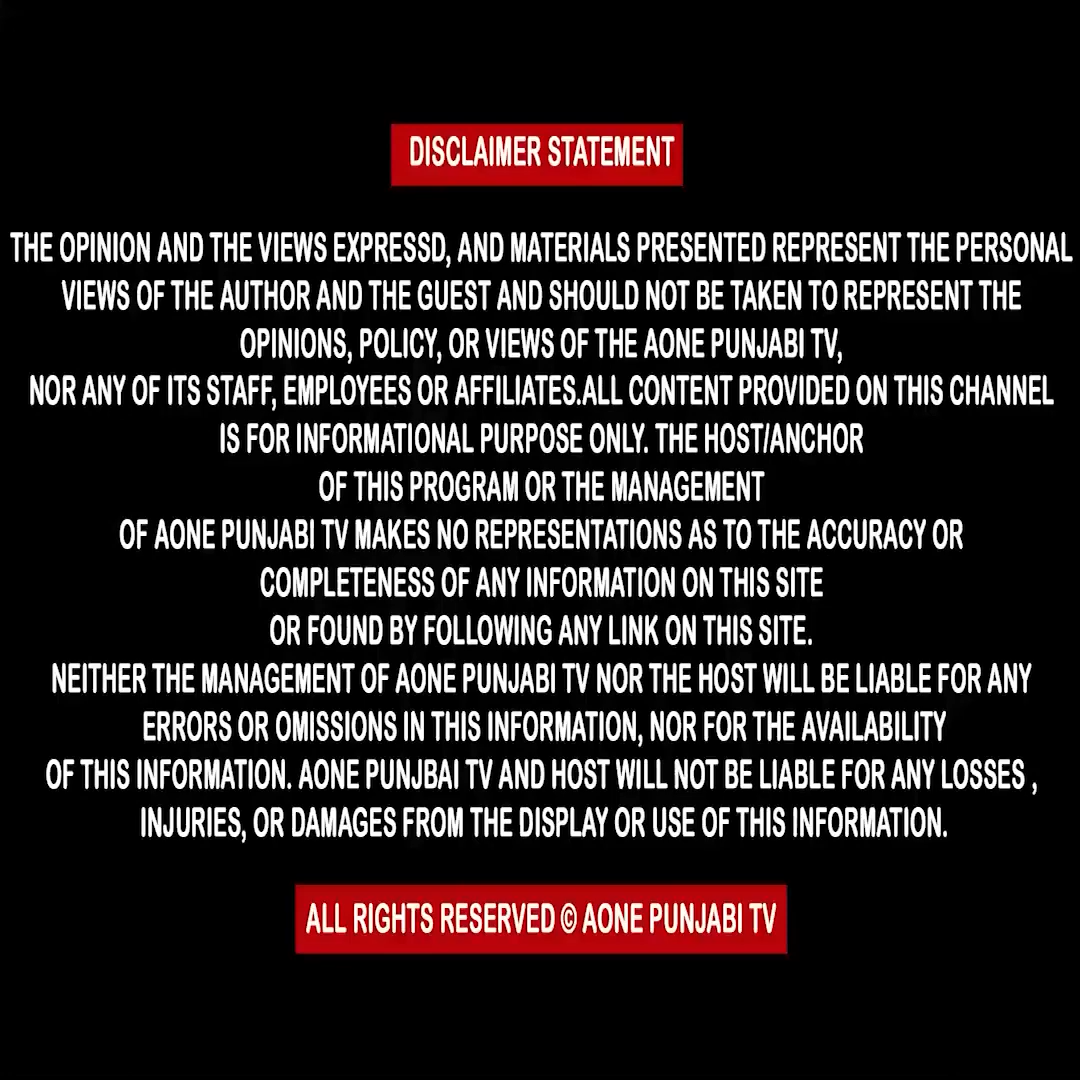 DISCLAIMER STATEMENT
THE OPINION AND THE VIEWS EXPRESSD, AND MATERIALS PRESENTED REPRESENT THE PERSONAL
VIEWS OF THE AUTHOR AND THE GUEST AND SHOULD NOT BE TAKEN TO REPRESENT THE
OPINIONS, POLICY, OR VIEWS OF THE AONE PUNJABI TV,
NOR ANY OF ITS STAFF, EMPLOYEES OR AFFILIATES.ALL CONTENT PROVIDED ON THIS CHANNEL
IS FOR INFORMATIONAL PURPOSE ONLY. THE HOST/ANCHOR
OF THIS PROGRAM OR THE MANAGEMENT
OF AONE PUNJABI TV MAKES NO REPRESENTATIONS AS TO THE ACCURACY OR
COMPLETENESS OF ANY INFORMATION ON THIS SITE
OR FOUND BY FOLLOWING ANY LINK ON THIS SITE.
NEITHER THE MANAGEMENT OF AONE PUNJABI TV NOR THE HOST WILL BE LIABLE FOR ANY
ERRORS OR OMISSIONS IN THIS INFORMATION, NOR FOR THE AVAILABILITY
OF THIS INFORMATION. AONE PUNJBAI TV AND HOST WILL NOT BE LIABLE FOR ANY LOSSES ,
INJURIES, OR DAMAGES FROM THE DISPLAY OR USE OF THIS INFORMATION.
ALL RIGHTS RESERVED © AONE PUNJABI TV